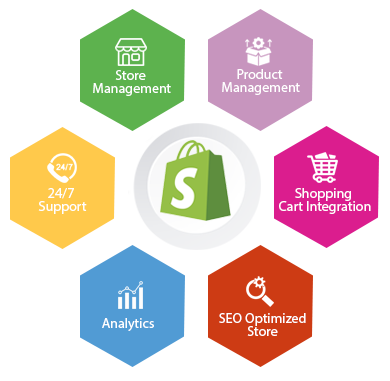 Store
Management
Product
Management
24/7
24/7
Support
S
Shopping
Cart Integration
Analytics
SEO Optimized
Store